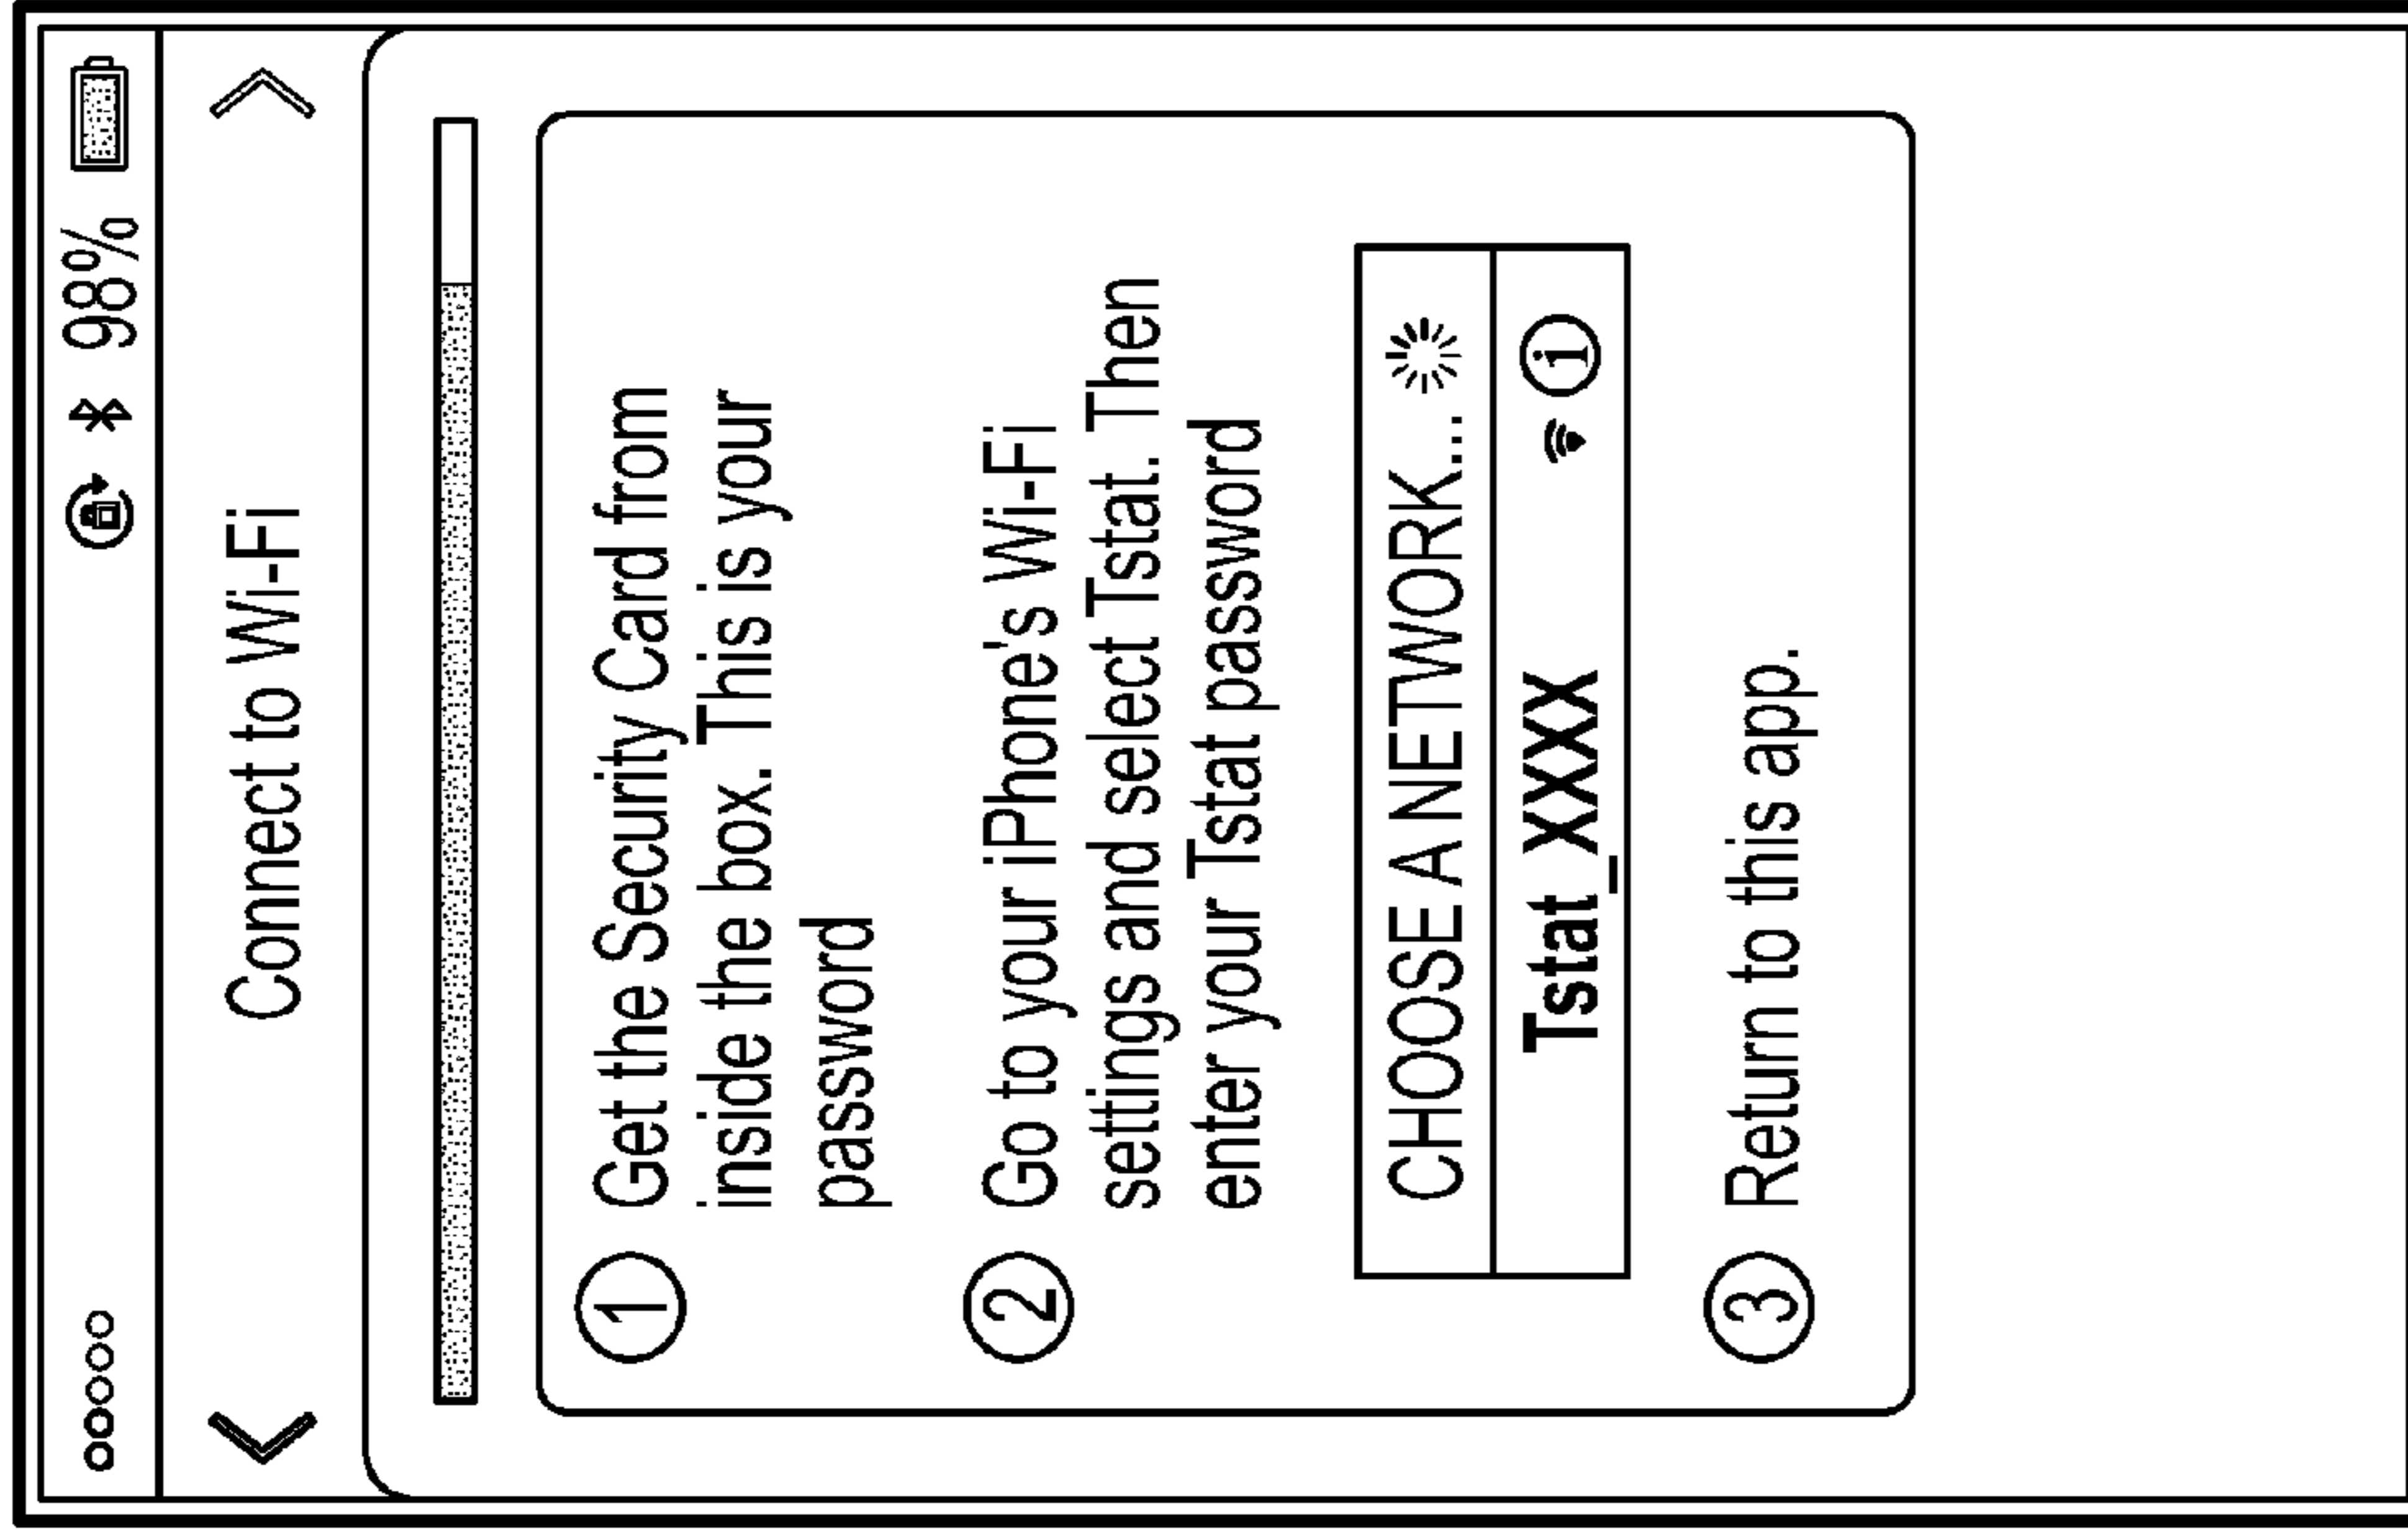 98%
Connect to Wi-Fi
1 Get the Security Card from
inside the box. This is your
password
2 Go to your iPhone's Wi-Fi
settings and select Tstat. Then
enter your Tstat password
CHOOSE A NETWORK...
Tstat_XXXX
3 Return to this app.